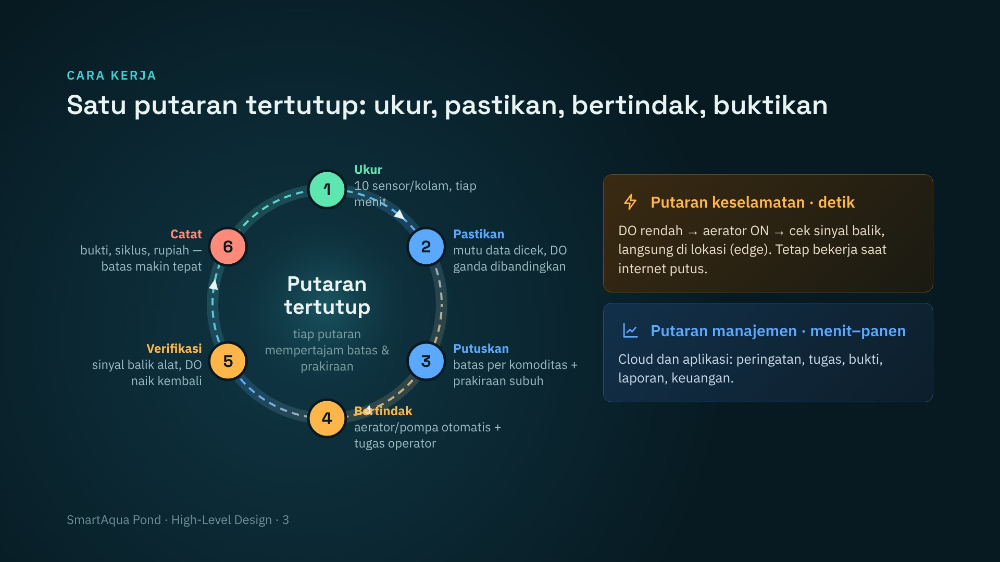 CARA KERJA
Satu putaran tertutup: ukur, pastikan, bertindak, buktikan
1
Ukur
10 sensor/kolam, tiap
menit
2
Pastikan
mutu data dicek, DO
ganda dibandingkan
3
Putuskan
batas per komoditas +
prakiraan subuh
4
Bertindak
aerator/pompa otomatis +
tugas operator
5
Verifikasi
sinyal balik alat, DO
naik kembali
6
Catat
bukti, siklus, rupiah —
batas makin tepat
Putaran
tertutup
tiap putaran
mempertajam batas &
prakiraan
Putaran keselamatan · detik
DO rendah → aerator ON → cek sinyal balik,
langsung di lokasi (edge). Tetap bekerja saat
internet putus.
Putaran manajemen · menit–panen
Cloud dan aplikasi: peringatan, tugas, bukti,
laporan, keuangan.
SmartAqua Pond · High-Level Design · 3